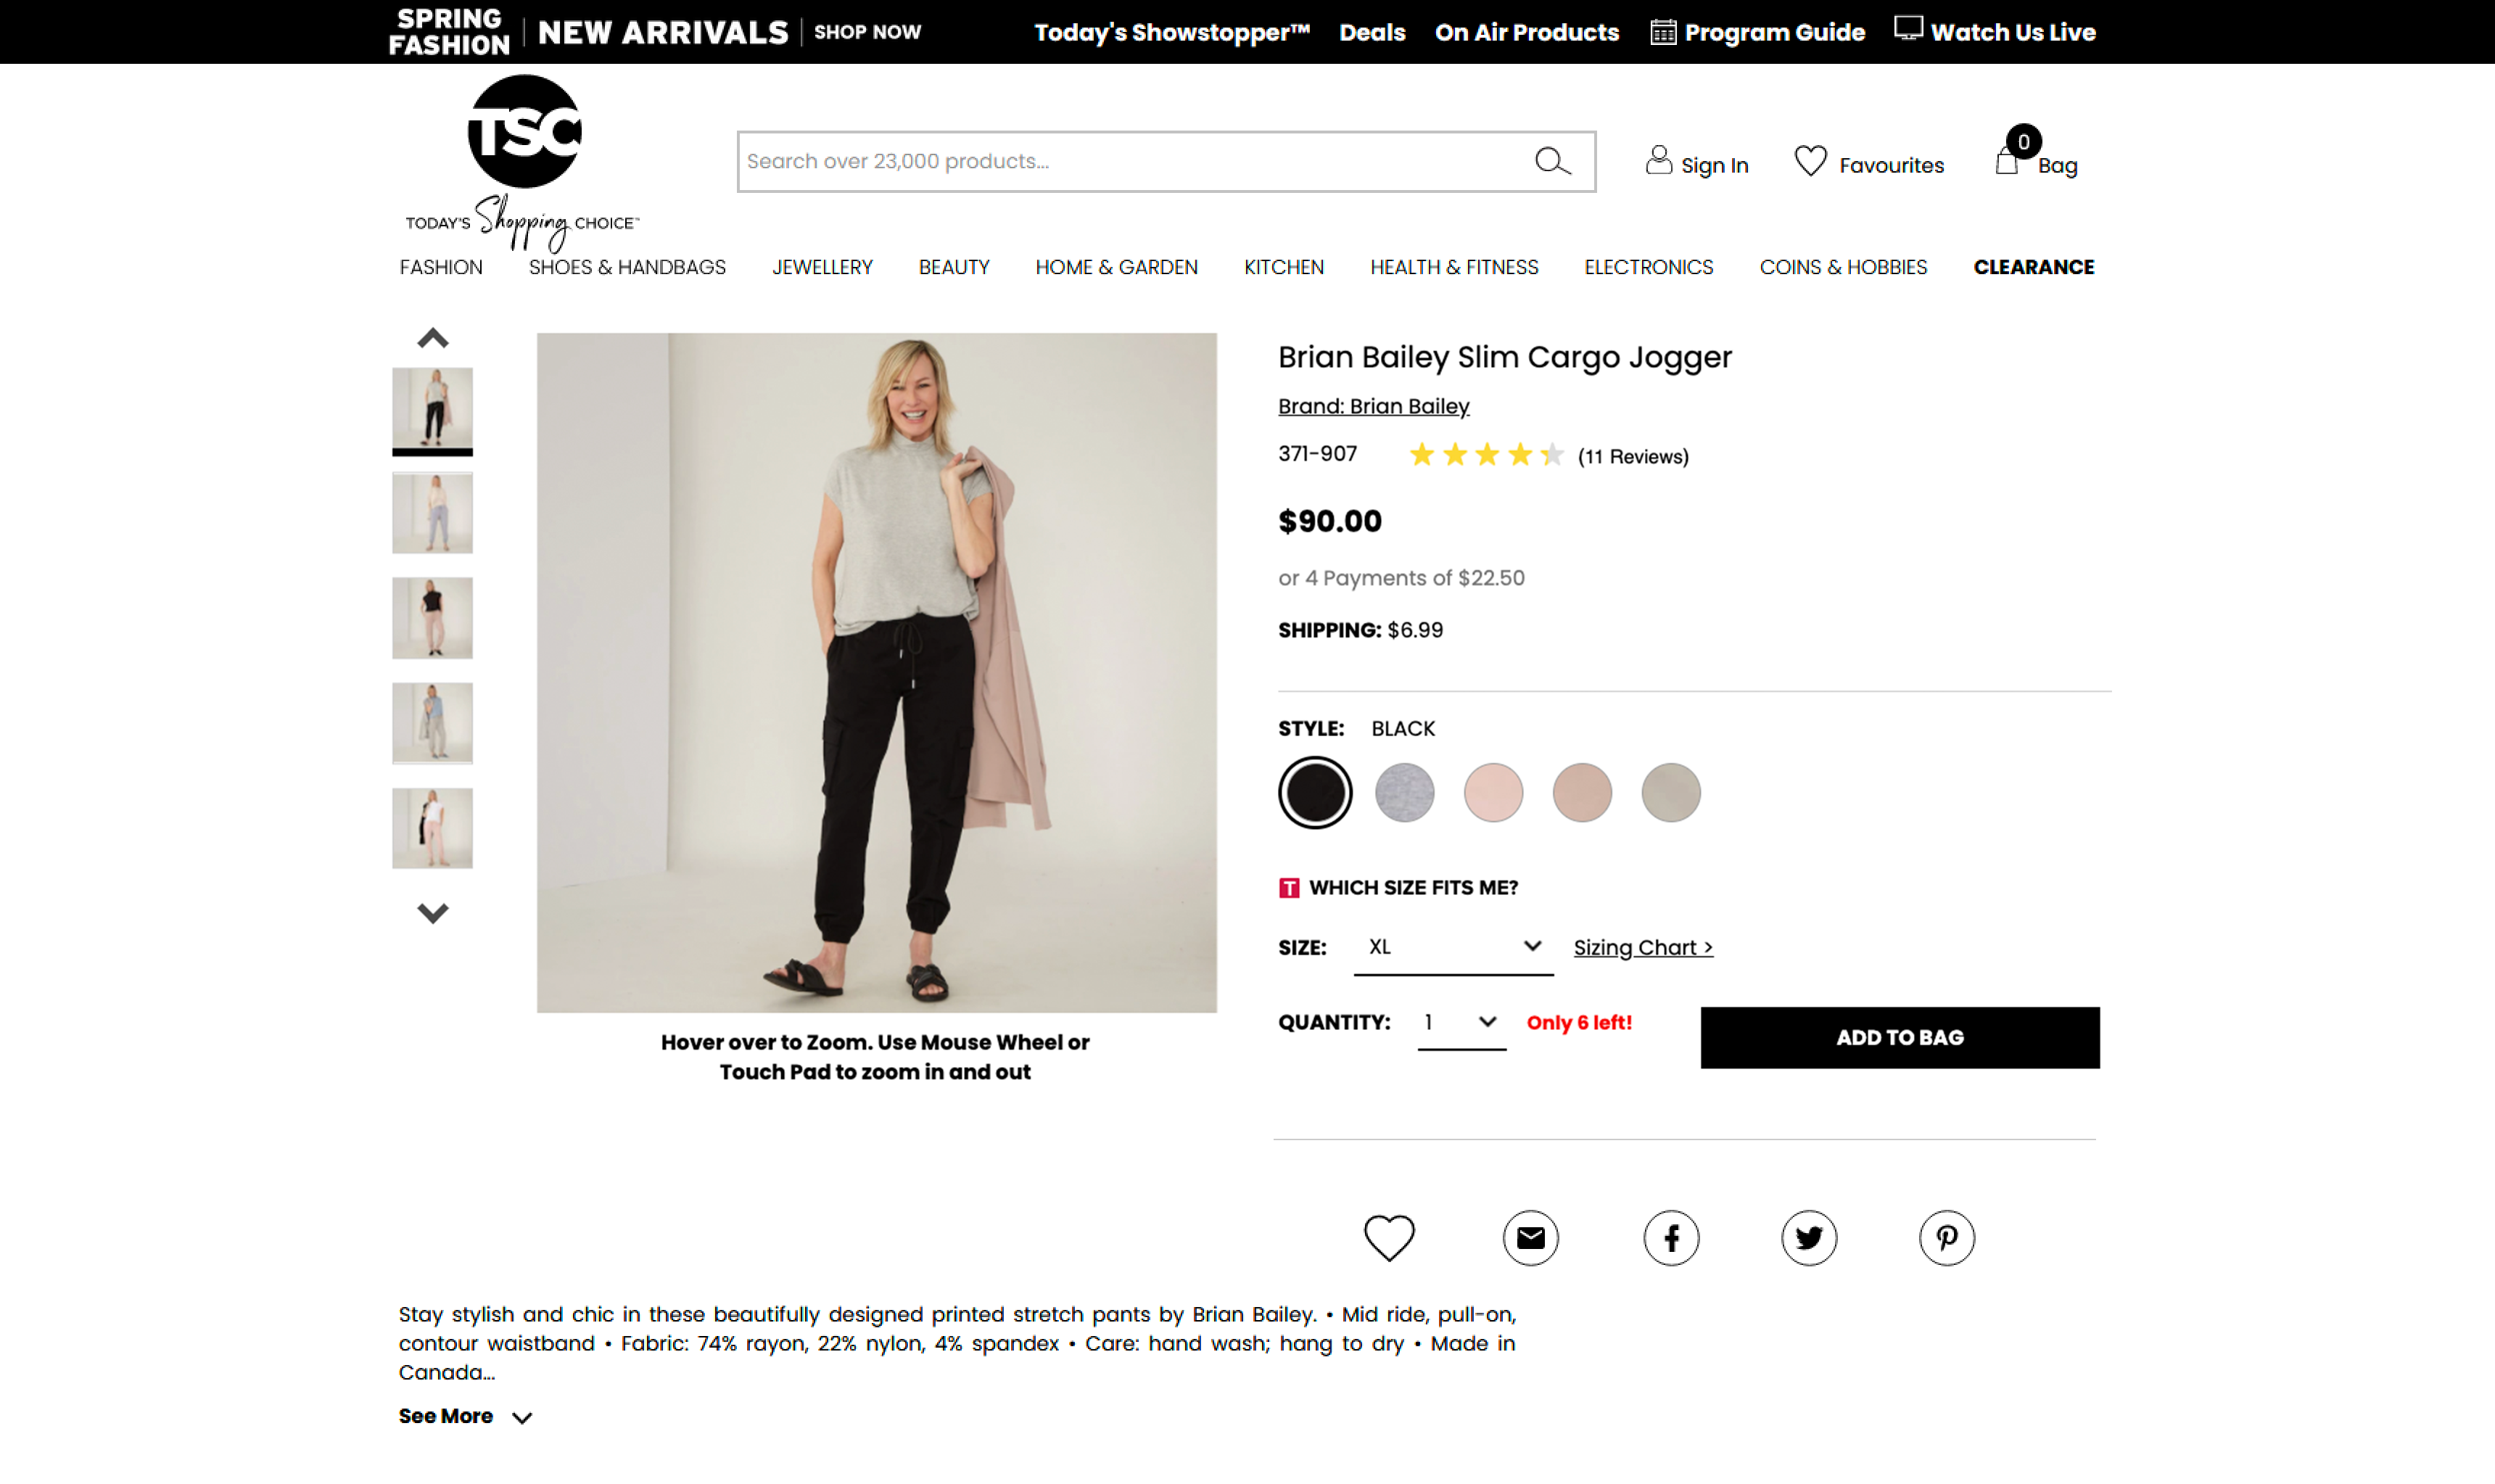 SPRING
FASHION
NEW ARRIVALS
SHOP NOW
Today's Showstopper™
Deals
On Air Products
Program Guide
Watch Us Live
TSC
TODAY'S Shopping CHOICE™
Search over 23,000 products...
Sign In
Favourites
0
Bag
FASHION
SHOES & HANDBAGS
JEWELLERY
BEAUTY
HOME & GARDEN
KITCHEN
HEALTH & FITNESS
ELECTRONICS
COINS & HOBBIES
CLEARANCE
Brian Bailey Slim Cargo Jogger
Brand: Brian Bailey
371-907
(11 Reviews)
$90.00
or 4 Payments of $22.50
SHIPPING: $6.99
STYLE: BLACK
T WHICH SIZE FITS ME?
SIZE: XL
Sizing Chart >
QUANTITY: 1
Only 6 left!
ADD TO BAG
Hover over to Zoom. Use Mouse Wheel or
Touch Pad to zoom in and out
Stay stylish and chic in these beautifully designed printed stretch pants by Brian Bailey. • Mid ride, pull-on,
contour waistband • Fabric: 74% rayon, 22% nylon, 4% spandex • Care: hand wash; hang to dry • Made in
Canada...
See More